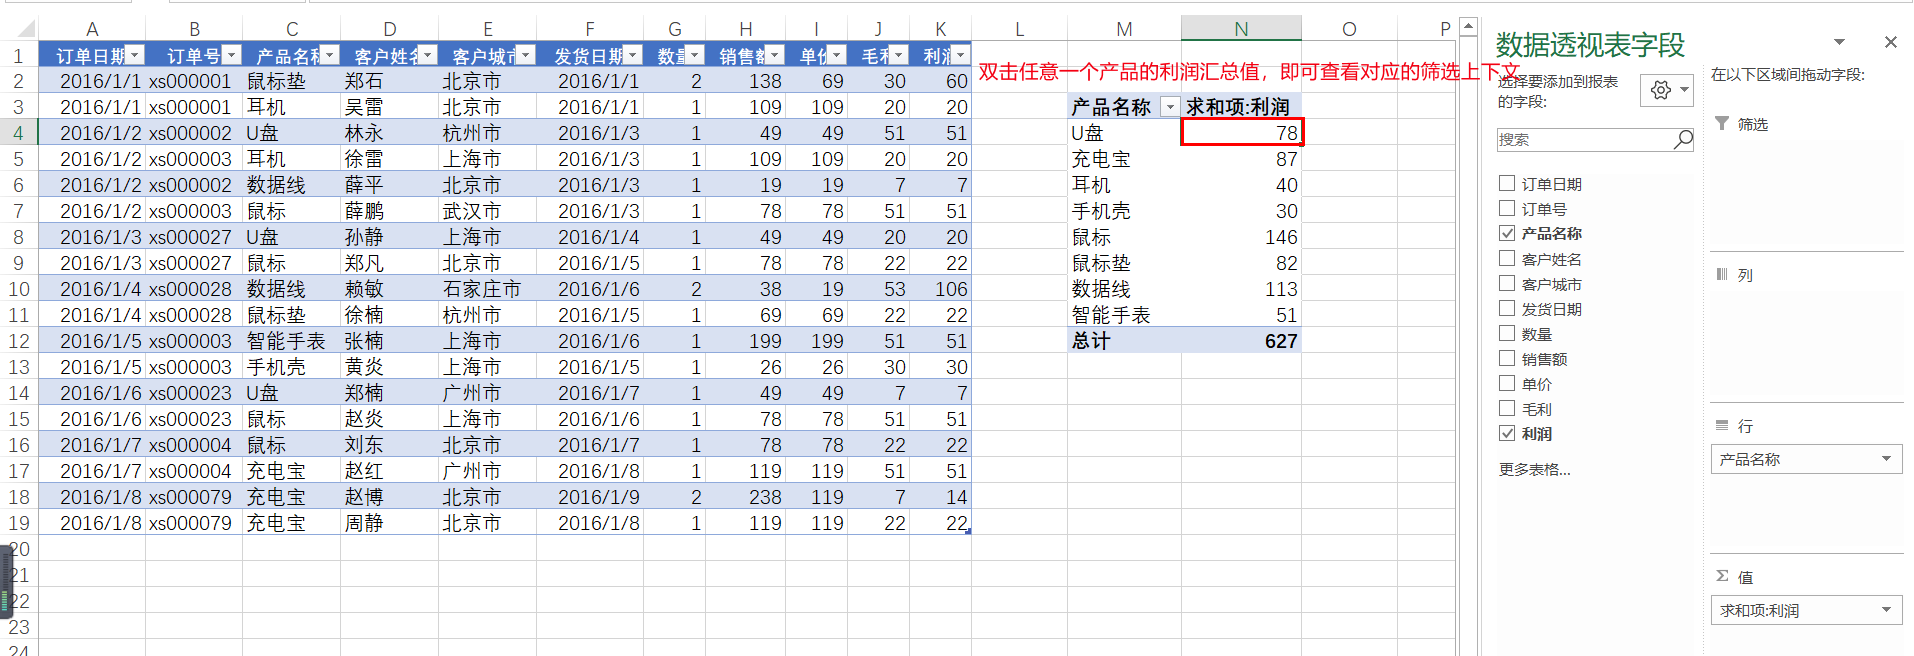 A B C D E F G H I J K L M N O P
1 订单日期 订单号 产品名称 客户姓名 客户城市 发货日期 数量 销售额 单价 毛利 利润
双击任意一个产品的利润汇总值，即可查看对应的筛选上下文
2 2016/1/1 xs000001 鼠标垫 郑石 北京市 2016/1/1 2 138 69 30 60
3 2016/1/1 xs000001 耳机 吴雷 北京市 2016/1/1 1 109 109 20 20 产品名称 求和项:利润
4 2016/1/2 xs000002 U盘 林永 杭州市 2016/1/3 1 49 49 51 51 U盘 78
5 2016/1/2 xs000003 耳机 徐雷 上海市 2016/1/3 1 109 109 20 20 充电宝 87
6 2016/1/2 xs000002 数据线 薛平 北京市 2016/1/3 1 19 19 7 7 耳机 40
7 2016/1/2 xs000003 鼠标 薛鹏 武汉市 2016/1/3 1 78 78 51 51 手机壳 30
8 2016/1/3 xs000027 U盘 孙静 上海市 2016/1/4 1 49 49 20 20 鼠标 146
9 2016/1/3 xs000027 鼠标 郑凡 北京市 2016/1/5 1 78 78 22 22 鼠标垫 82
10 2016/1/4 xs000028 数据线 赖敏 石家庄市 2016/1/6 2 38 19 53 106 数据线 113
11 2016/1/4 xs000028 鼠标垫 徐楠 杭州市 2016/1/5 1 69 69 22 22 智能手表 51
12 2016/1/5 xs000003 智能手表 张楠 上海市 2016/1/6 1 199 199 51 51 总计 627
13 2016/1/5 xs000003 手机壳 黄炎 上海市 2016/1/5 1 26 26 30 30
14 2016/1/6 xs000023 U盘 郑楠 广州市 2016/1/7 1 49 49 7 7
15 2016/1/6 xs000023 鼠标 赵炎 上海市 2016/1/6 1 78 78 51 51
16 2016/1/7 xs000004 鼠标 刘东 北京市 2016/1/7 1 78 78 22 22
17 2016/1/7 xs000004 充电宝 赵红 广州市 2016/1/8 1 119 119 51 51
18 2016/1/8 xs000079 充电宝 赵博 北京市 2016/1/9 2 238 119 7 14
19 2016/1/8 xs000079 充电宝 周静 北京市 2016/1/8 1 119 119 22 22
20
21
22
23
24
数据透视表字段
选择要添加到报表
的字段:
搜索
订单日期
订单号
产品名称
客户姓名
客户城市
发货日期
数量
销售额
单价
毛利
利润
更多表格...
在以下区域间拖动字段:
筛选
列
行
产品名称
Σ 值
求和项:利润